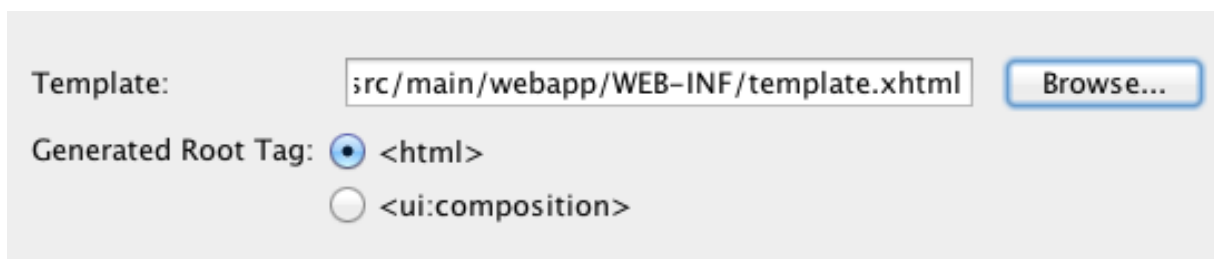 Template: src/main/webapp/WEB-INF/template.xhtml Browse...
Generated Root Tag: <html>
<ui:composition>